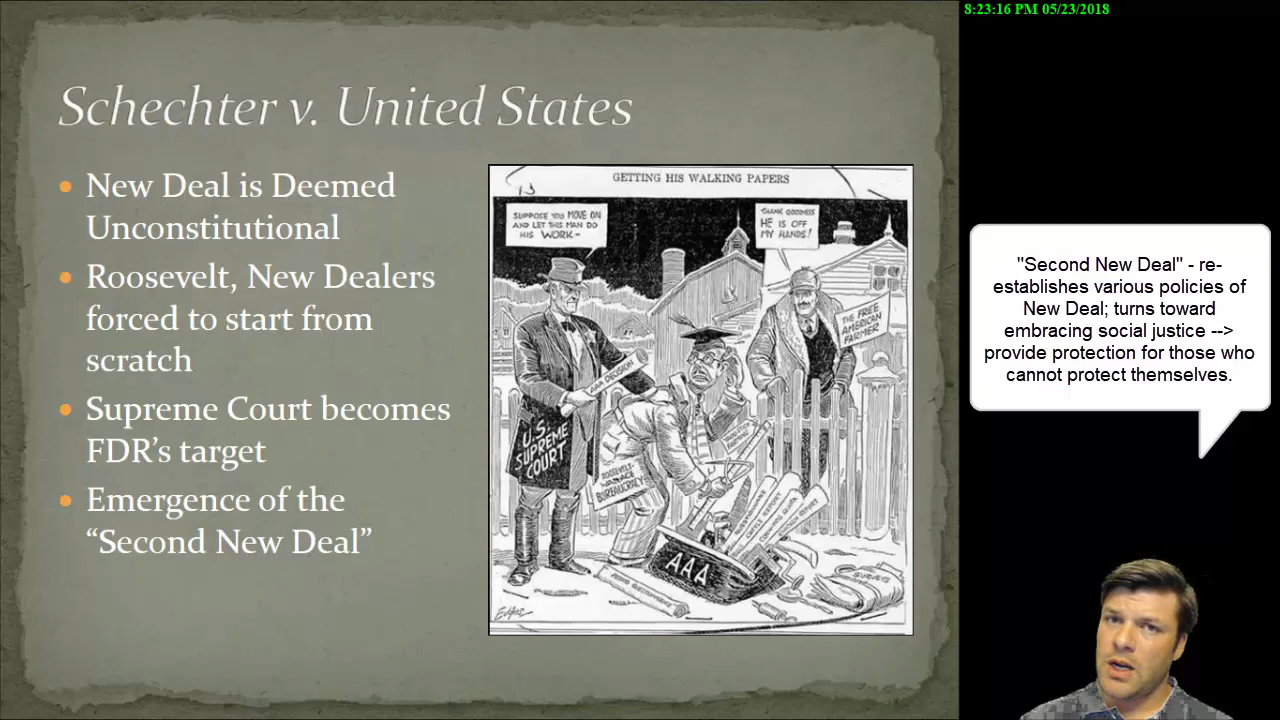 8:23:16 PM 05/23/2018
Schechter v. United States
• New Deal is Deemed
Unconstitutional
• Roosevelt, New Dealers
forced to start from
scratch
• Supreme Court becomes
FDR's target
• Emergence of the
“Second New Deal”
13
GETTING HIS WALKING PAPERS
SUPPOSE YOU MOVE ON
AND LET THIS MAN DO
HIS WORK-
THANK GOODNESS
HE IS OFF
MY HANDS!
THE FREE
AMERICAN
FARMER
AAA DECISION
U.S.
SUPREME
COURT
ROOSEVELT-
WALLACE
BUREAUCRACY
AAA
SURVEYS
"Second New Deal" - re-
establishes various policies of
New Deal; turns toward
embracing social justice -->
provide protection for those who
cannot protect themselves.